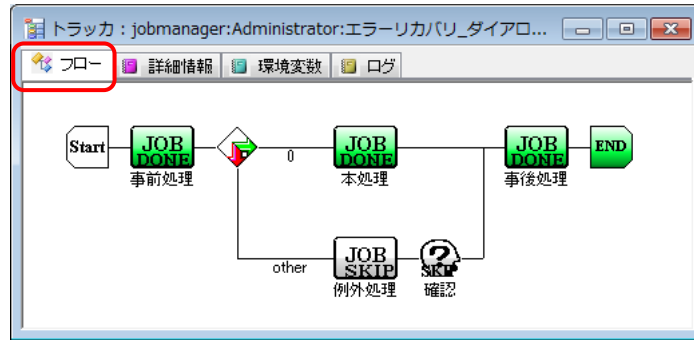 トラッカ : jobmanager:Administrator:エラーリカバリ_ダイアロ...
フロー 詳細情報 環境変数 ログ
Start
JOB DONE
事前処理
0
JOB DONE
本処理
JOB DONE
事後処理
END
other
JOB SKIP
例外処理
? SKIP
確認